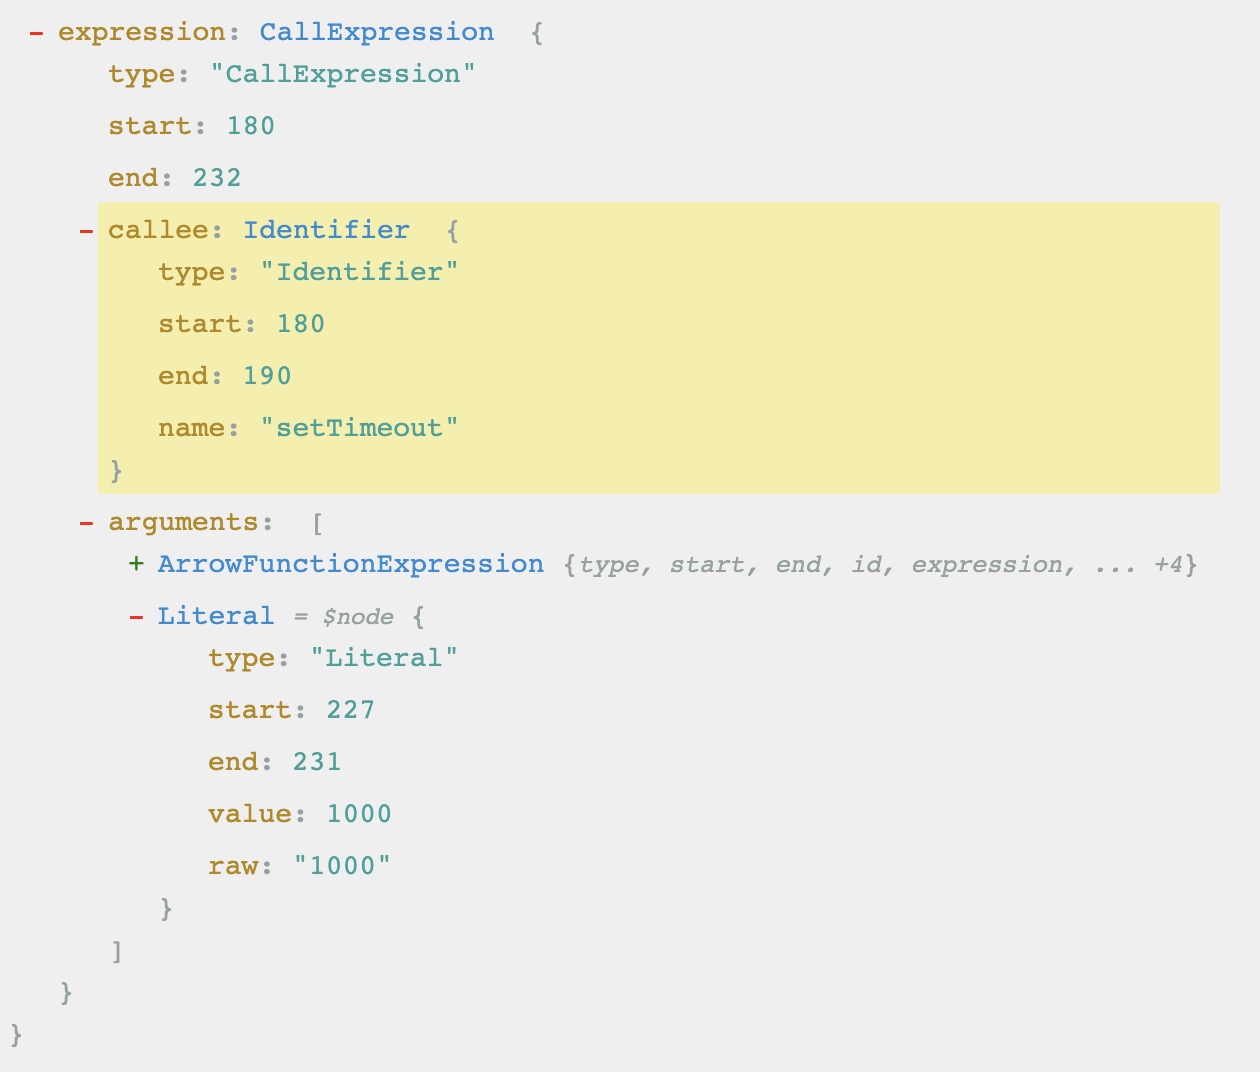 - expression: CallExpression {
type: "CallExpression"
start: 180
end: 232
- callee: Identifier {
type: "Identifier"
start: 180
end: 190
name: "setTimeout"
}
- arguments: [
+ ArrowFunctionExpression {type, start, end, id, expression, ... +4}
- Literal = $node {
type: "Literal"
start: 227
end: 231
value: 1000
raw: "1000"
}
]
}
}